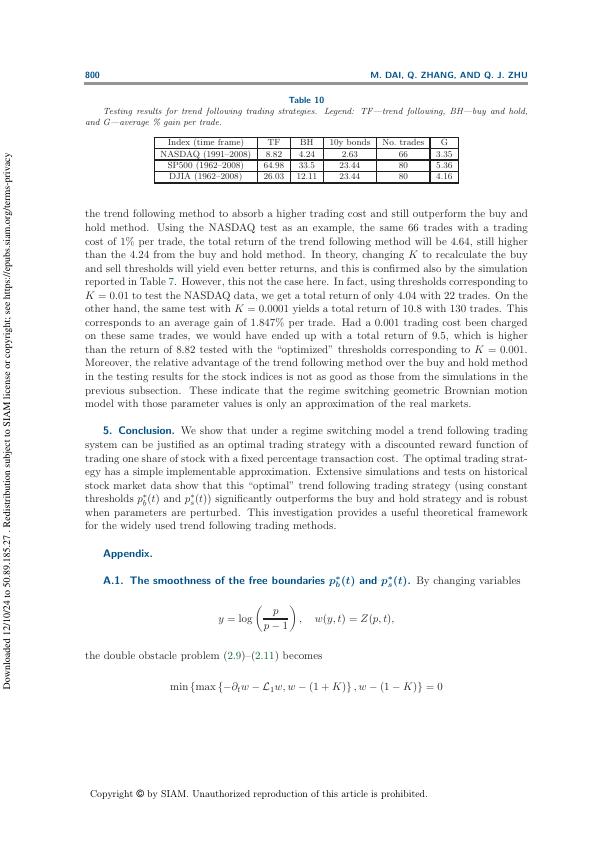 800 M. DAI, Q. ZHANG, AND Q. J. ZHU
Table 10
Testing results for trend following trading strategies. Legend: TF—trend following, BH—buy and hold,
and G—average % gain per trade.
Index (time frame) TF BH 10y bonds No. trades G
NASDAQ (1991–2008) 8.82 4.24 2.63 66 3.35
SP500 (1962–2008) 64.98 33.5 23.44 80 5.36
DJIA (1962–2008) 26.03 12.11 23.44 80 4.16
the trend following method to absorb a higher trading cost and still outperform the buy and
hold method. Using the NASDAQ test as an example, the same 66 trades with a trading
cost of 1% per trade, the total return of the trend following method will be 4.64, still higher
than the 4.24 from the buy and hold method. In theory, changing K to recalculate the buy
and sell thresholds will yield even better returns, and this is confirmed also by the simulation
reported in Table 7. However, this not the case here. In fact, using thresholds corresponding to
K = 0.01 to test the NASDAQ data, we get a total return of only 4.04 with 22 trades. On the
other hand, the same test with K = 0.0001 yields a total return of 10.8 with 130 trades. This
corresponds to an average gain of 1.847% per trade. Had a 0.001 trading cost been charged
on these same trades, we would have ended up with a total return of 9.5, which is higher
than the return of 8.82 tested with the “optimized” thresholds corresponding to K = 0.001.
Moreover, the relative advantage of the trend following method over the buy and hold method
in the testing results for the stock indices is not as good as those from the simulations in the
previous subsection. These indicate that the regime switching geometric Brownian motion
model with those parameter values is only an approximation of the real markets.
5. Conclusion. We show that under a regime switching model a trend following trading
system can be justified as an optimal trading strategy with a discounted reward function of
trading one share of stock with a fixed percentage transaction cost. The optimal trading strat-
egy has a simple implementable approximation. Extensive simulations and tests on historical
stock market data show that this “optimal” trend following trading strategy (using constant
thresholds p*_b(t) and p*_s(t)) significantly outperforms the buy and hold strategy and is robust
when parameters are perturbed. This investigation provides a useful theoretical framework
for the widely used trend following trading methods.
Appendix.
A.1. The smoothness of the free boundaries p*_b(t) and p*_s(t). By changing variables
y = log (p / (p − 1)), w(y, t) = Z(p, t),
the double obstacle problem (2.9)–(2.11) becomes
min {max {−∂_t w − ℒ_1 w, w − (1 + K)} , w − (1 − K)} = 0
Copyright © by SIAM. Unauthorized reproduction of this article is prohibited.
Downloaded 12/10/24 to 50.89.185.27 . Redistribution subject to SIAM license or copyright; see https://epubs.siam.org/terms-privacy